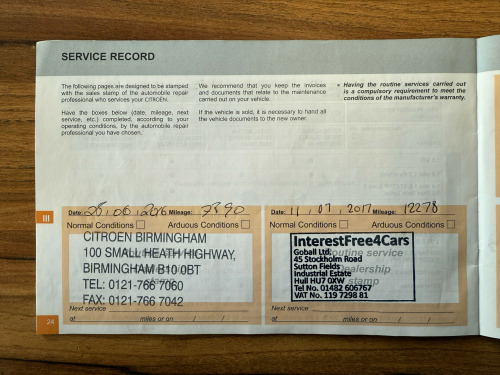 SERVICE RECORD
The following pages are designed to be stamped
with the sales stamp of the automobile repair
professional who services your CITROËN.
Have the boxes below (date, mileage, next
service, etc.) completed, according to your
operating conditions, by the automobile repair
professional you have chosen.
We recommend that you keep the invoices
and documents that relate to the maintenance
carried out on your vehicle.
If the vehicle is sold, it is necessary to hand all
the vehicle documents to the new owner.
• Having the routine services carried out
is a compulsory requirement to meet the
conditions of the manufacturer's warranty.
III
Date: 28, 06, 2016 Mileage: 7390
Normal Conditions Arduous Conditions
CITROEN BIRMINGHAM
100 SMALL HEATH HIGHWAY,
BIRMINGHAM B10 0BT
TEL: 0121-766 7060
FAX: 0121-766 7042
Next service
at miles or on / /
Date: 11, 07, 2017 Mileage: 12278
Normal Conditions Arduous Conditions
InterestFree4Cars
Goball Ltd.
45 Stockholm Road
Sutton Fields
Industrial Estate
Hull HU7 0XW
Tel No. 01482 606767
VAT No. 119 7298 81
Routine service
Dealership
stamp
Next service
at miles or on / /
24